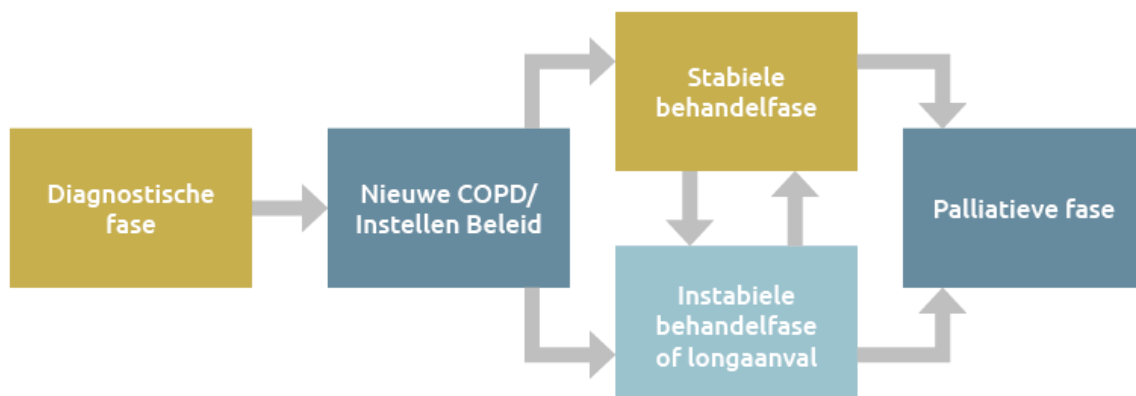 Diagnostische
fase
Nieuwe COPD/
Instellen Beleid
Stabiele
behandelfase
Instabiele
behandelfase
of longaanval
Palliatieve fase